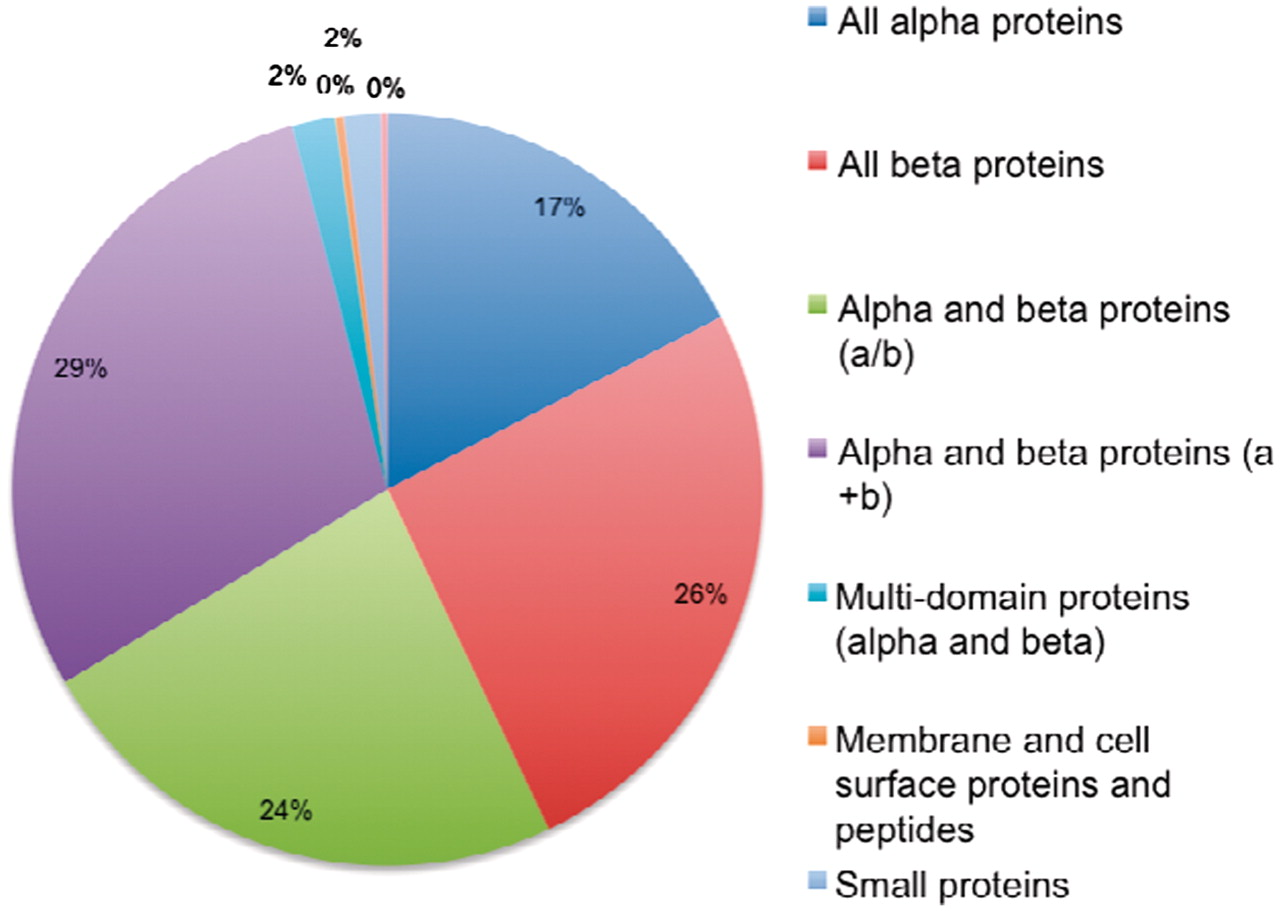 2%
2% 0% 0%
17%
29%
26%
24%
All alpha proteins
All beta proteins
Alpha and beta proteins
(a/b)
Alpha and beta proteins (a
+b)
Multi-domain proteins
(alpha and beta)
Membrane and cell
surface proteins and
peptides
Small proteins